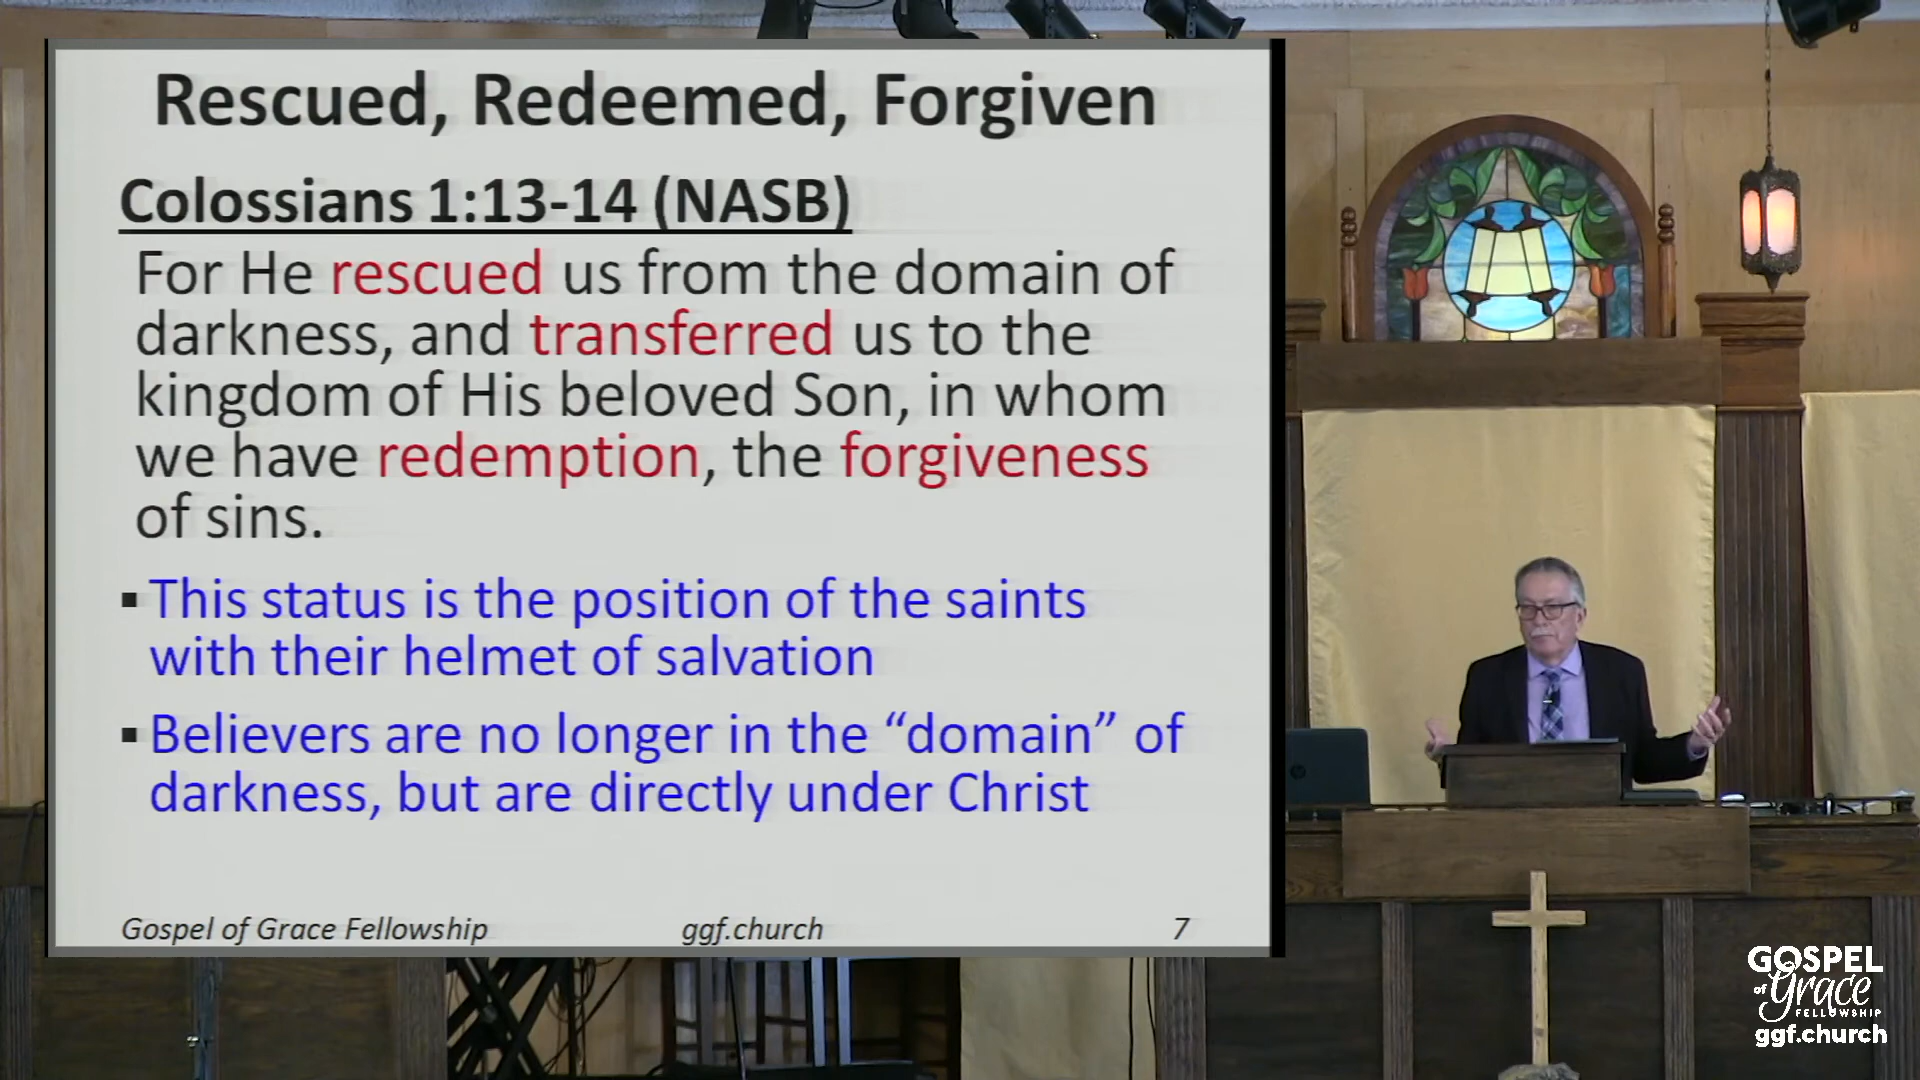 Rescued, Redeemed, Forgiven
Colossians 1:13-14 (NASB)
For He rescued us from the domain of
darkness, and transferred us to the
kingdom of His beloved Son, in whom
we have redemption, the forgiveness
of sins.
▪ This status is the position of the saints
with their helmet of salvation
▪ Believers are no longer in the “domain” of
darkness, but are directly under Christ
Gospel of Grace Fellowship ggf.church 7
GOSPEL
of Grace
FELLOWSHIP
ggf.church